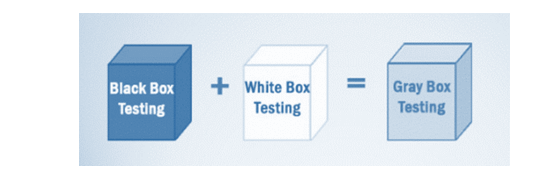 Black Box
Testing
+
White Box
Testing
=
Gray Box
Testing